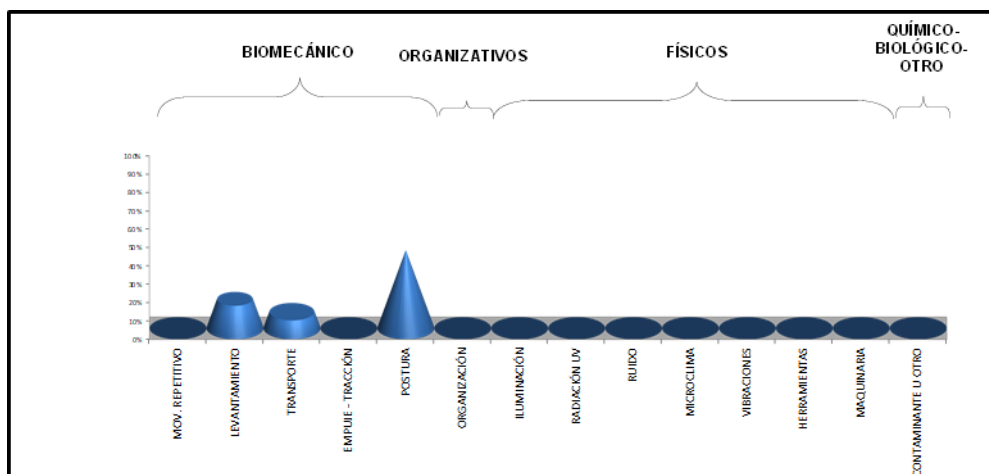 BIOMECÁNICO
ORGANIZATIVOS
FÍSICOS
QUÍMICO-
BIOLÓGICO-
OTRO
100%
90%
80%
70%
60%
50%
40%
30%
20%
10%
0%
MOV. REPETITIVO
LEVANTAMIENTO
TRANSPORTE
EMPUJE - TRACCIÓN
POSTURA
ORGANIZACIÓN
ILUMINACIÓN
RADIACIÓN UV
RUIDO
MICROCLIMA
VIBRACIONES
HERRAMIENTAS
MAQUINARIA
CONTAMINANTE U OTRO